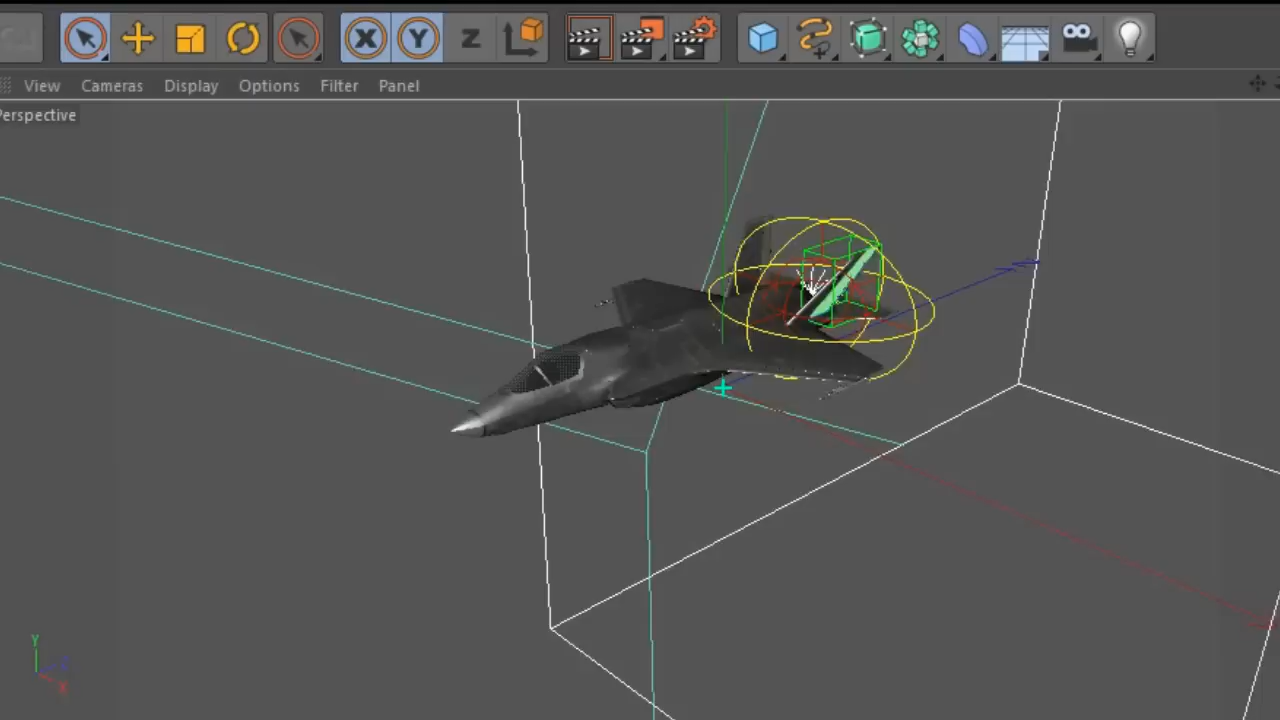 X Y Z
View Cameras Display Options Filter Panel
Perspective
Y
Z
X